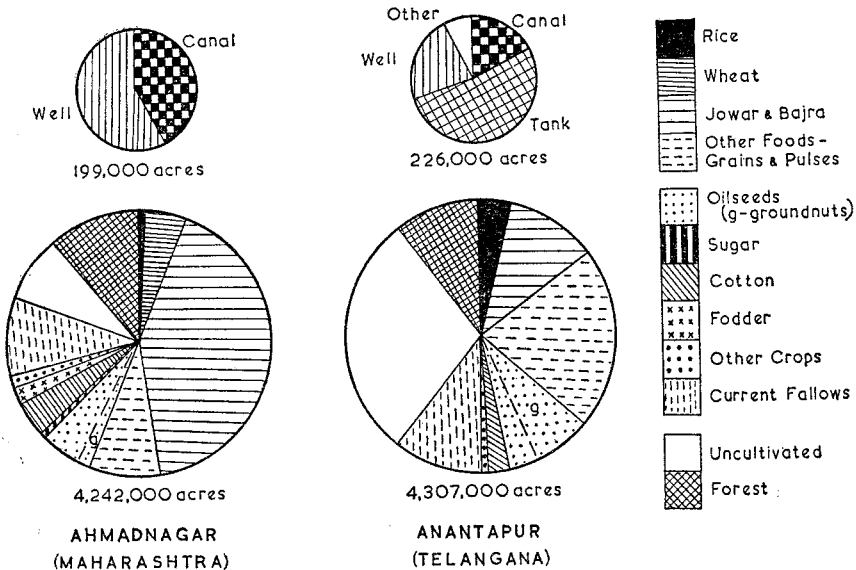 Canal
Well
199,000 acres
Other
Canal
Well
Tank
226,000 acres
g
4,242,000 acres
AHMADNAGAR
(MAHARASHTRA)
g
4,307,000 acres
ANANTAPUR
(TELANGANA)
Rice
Wheat
Jowar & Bajra
Other Foods-
Grains & Pulses
Oilseeds
(g-groundnuts)
Sugar
Cotton
Fodder
Other Crops
Current Fallows
Uncultivated
Forest